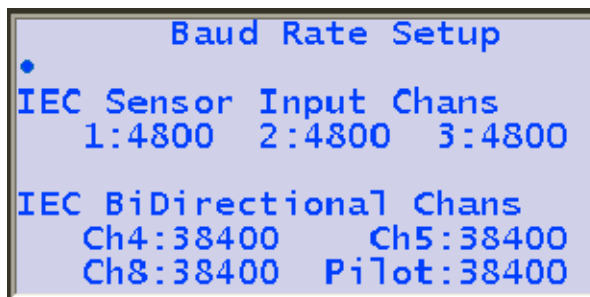 Baud Rate Setup
IEC Sensor Input Chans
1:4800 2:4800 3:4800
IEC BiDirectional Chans
Ch4:38400 Ch5:38400
Ch8:38400 Pilot:38400